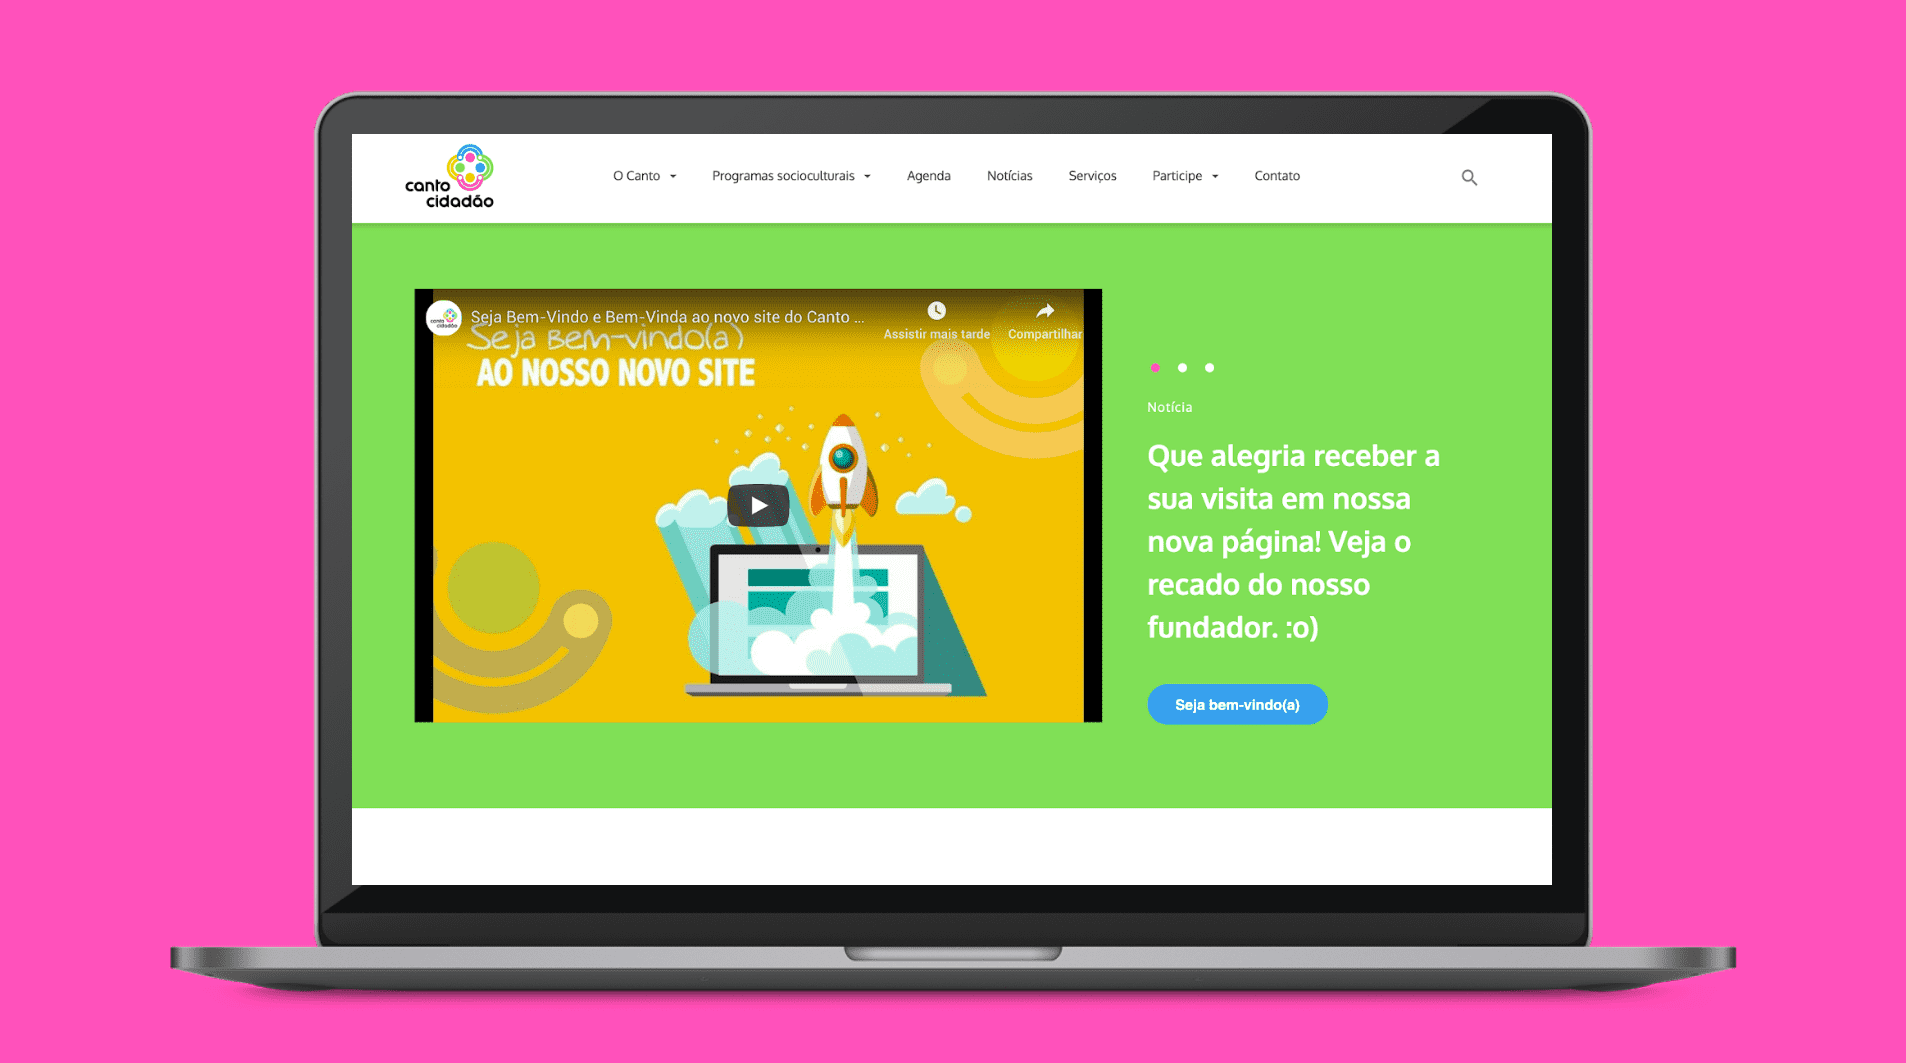 canto
cidadão
O Canto
Programas socioculturais
Agenda
Notícias
Serviços
Participe
Contato
canto
cidadão
Seja Bem-Vindo e Bem-Vinda ao novo site do Canto ...
Assistir mais tarde
Compartilhar
Seja Bem-vindo(a)
AO NOSSO NOVO SITE
Notícia
Que alegria receber a
sua visita em nossa
nova página! Veja o
recado do nosso
fundador. :o)
Seja bem-vindo(a)